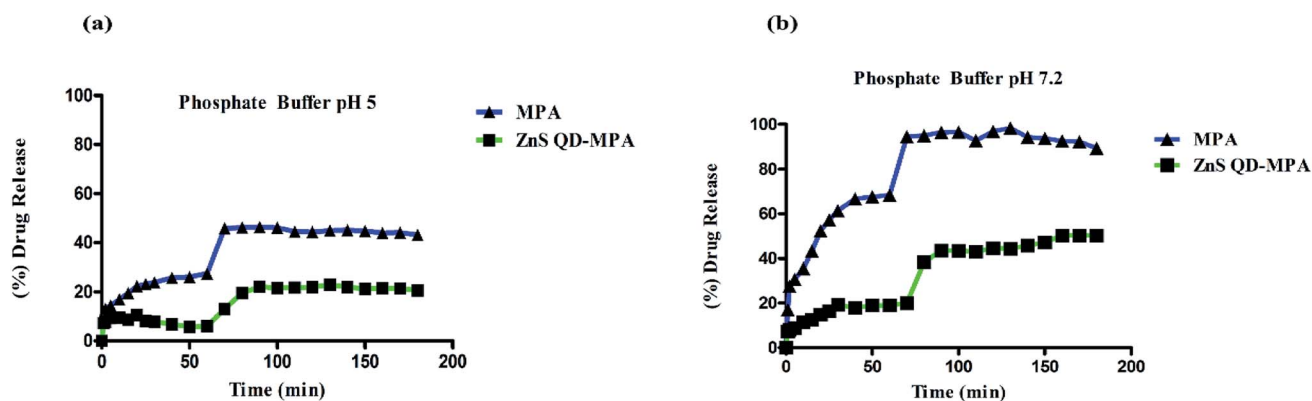 (a)
Phosphate Buffer pH 5
MPA
ZnS QD-MPA
100
80
60
40
20
0
(%) Drug Release
0 50 100 150 200
Time (min)
(b)
Phosphate Buffer pH 7.2
MPA
ZnS QD-MPA
100
80
60
40
20
0
(%) Drug Release
0 50 100 150 200
Time (min)